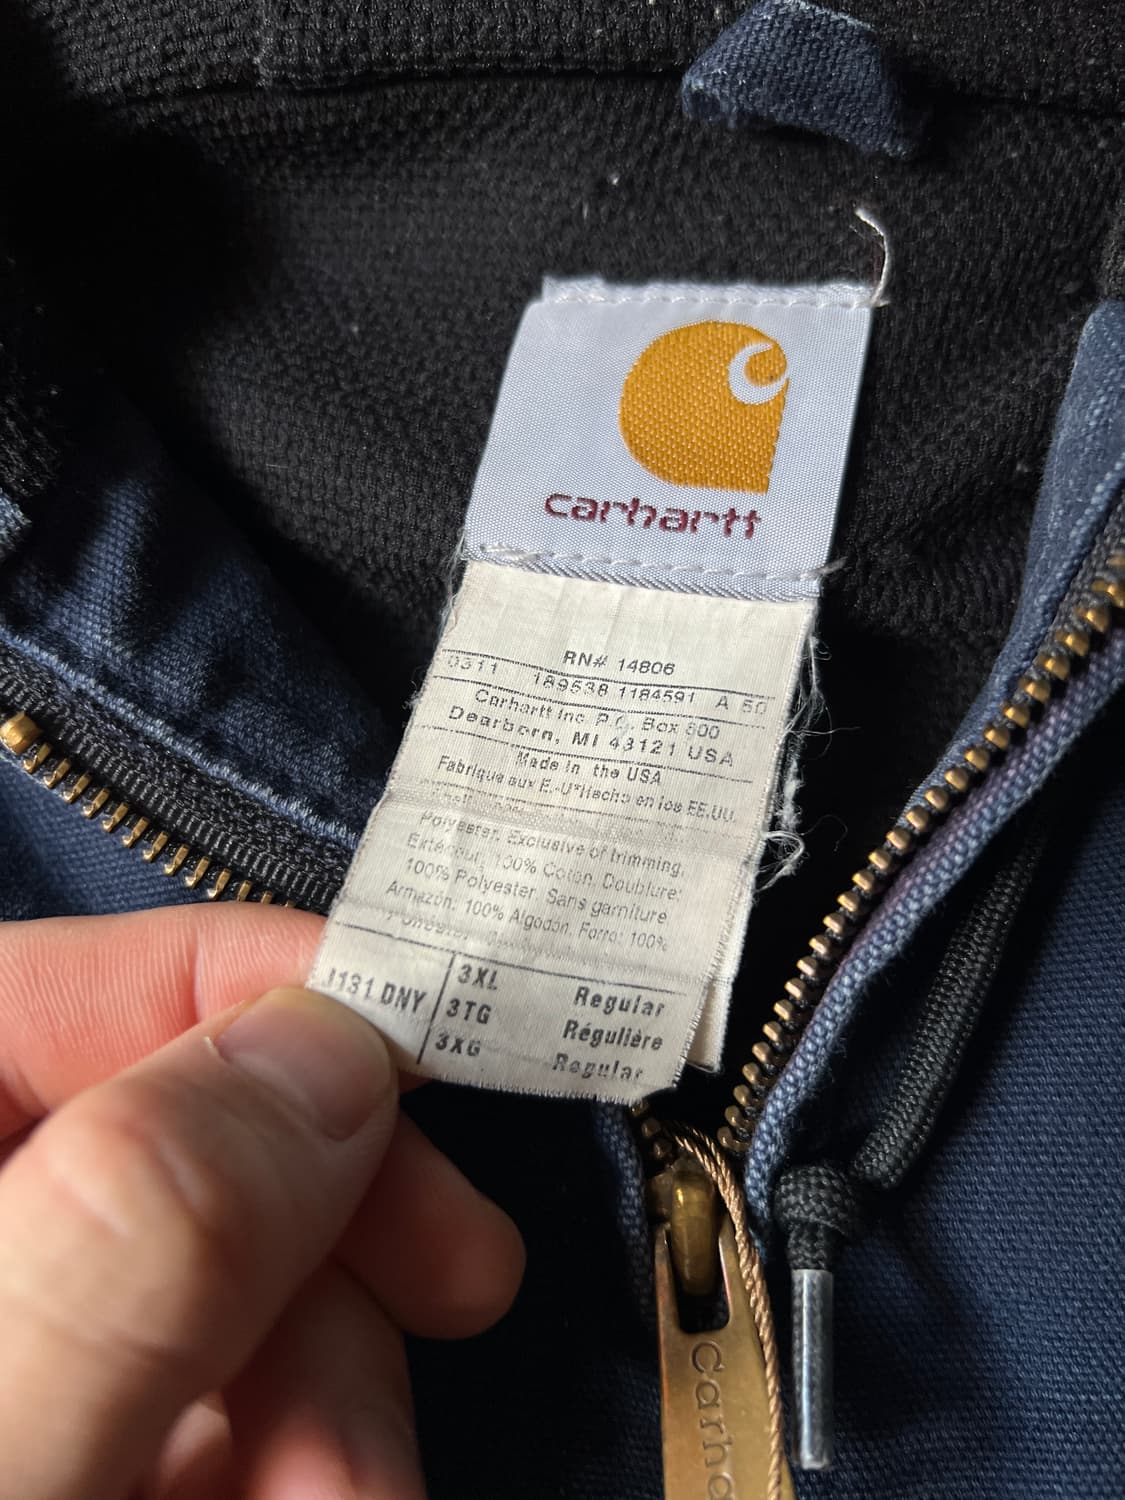 carhartt
RN# 14806
0311 189538 1184591 A 50
Carhartt Inc. P.O. Box 600
Dearborn, MI 48121 USA
Made in the USA
Fabriqué aux É.-U*Hecho en los EE.UU.
Polyester. Exclusive of trimming.
Extérieur: 100% Coton. Doublure:
100% Polyester. Sans garniture
Armazón: 100% Algodón. Forro: 100%
J131 DNY
3XL Regular
3TG Régulière
3XG Regular